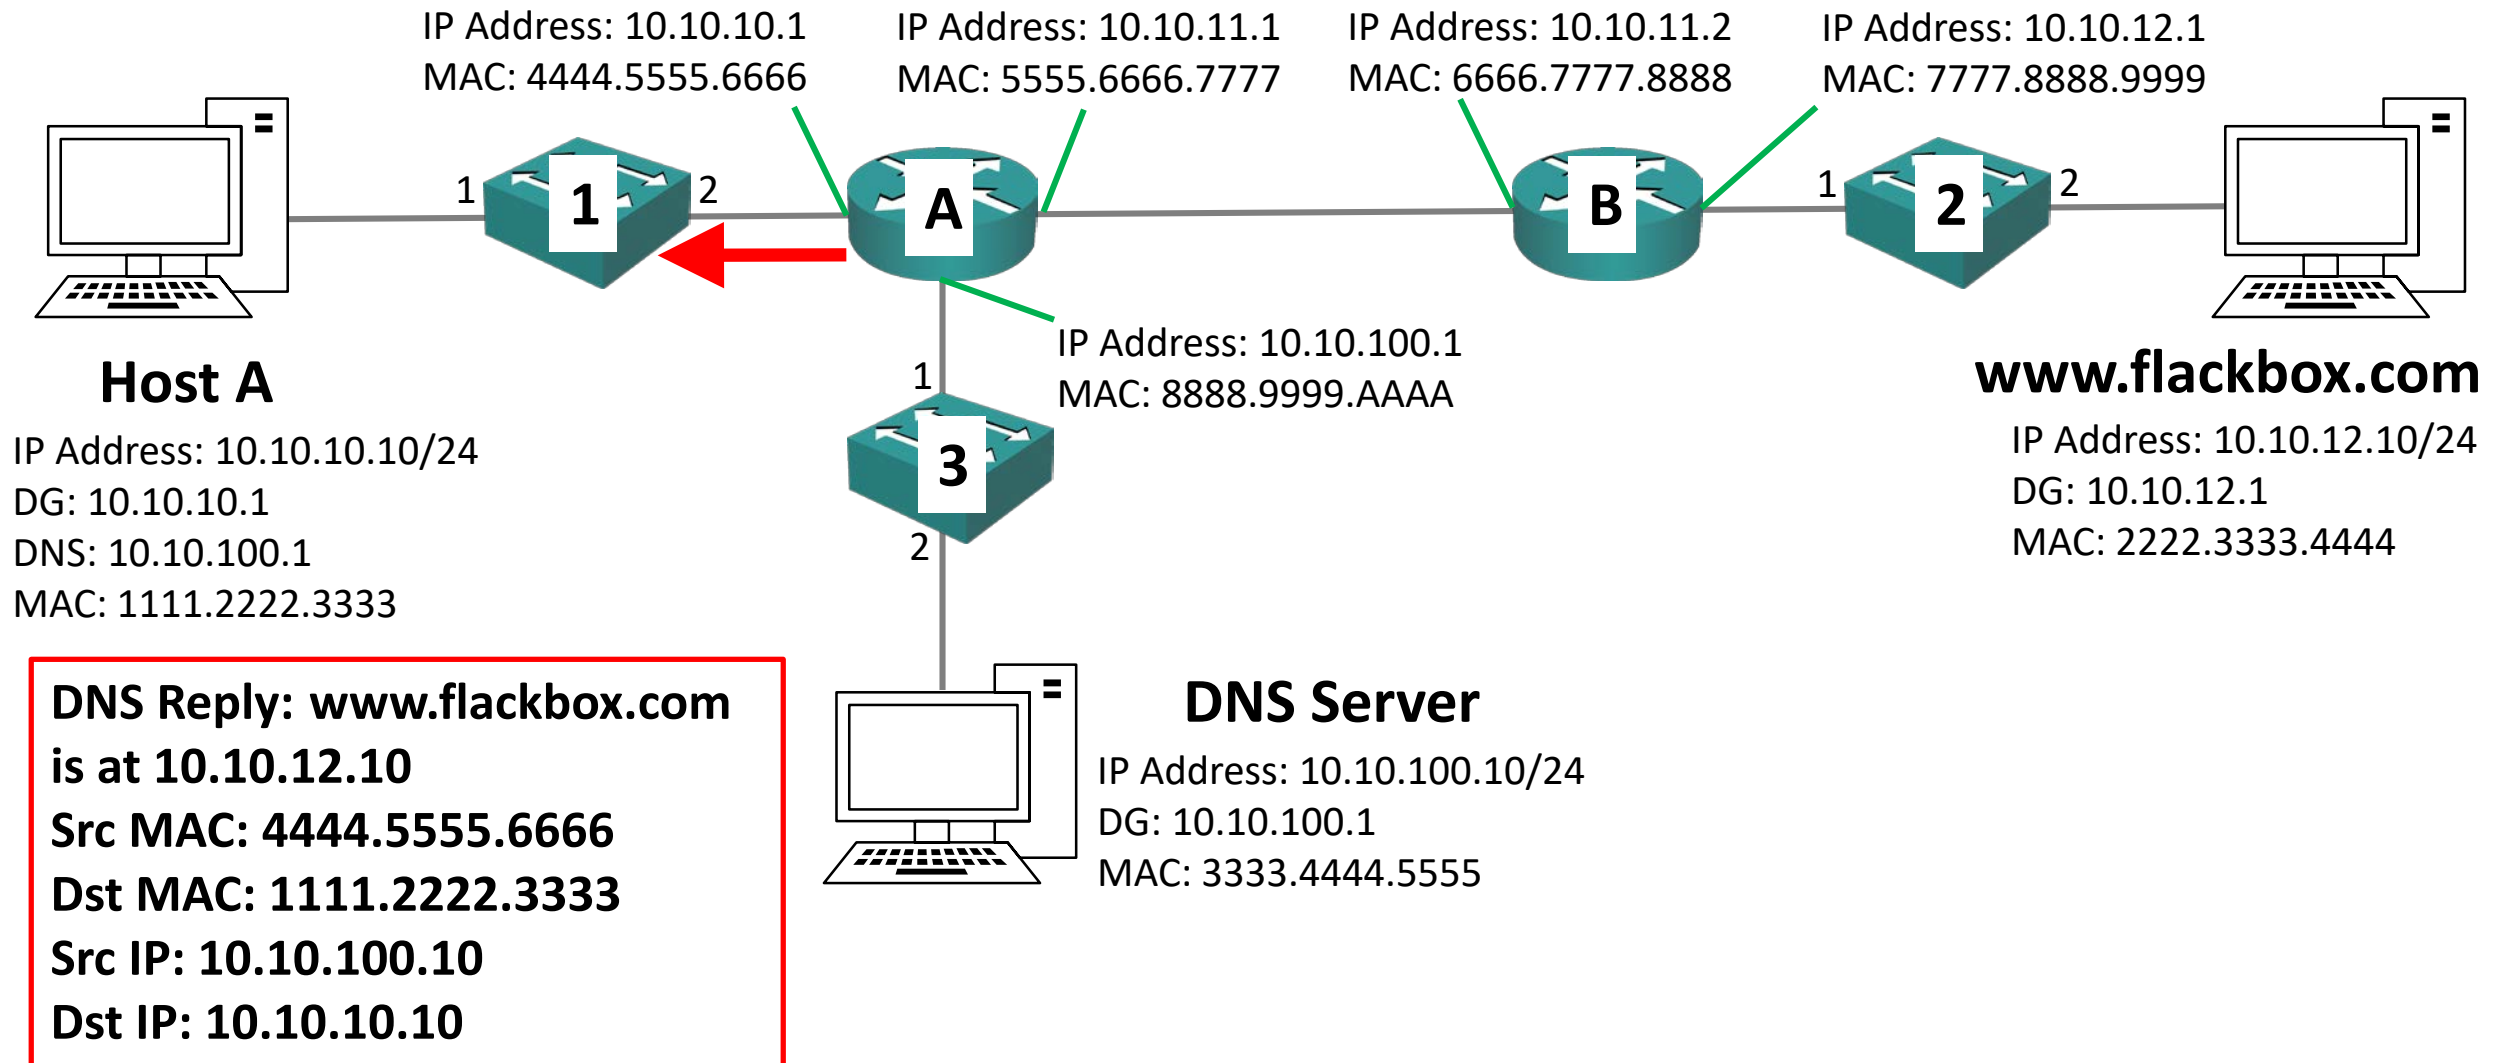 IP Address: 10.10.10.1
MAC: 4444.5555.6666
IP Address: 10.10.11.1
MAC: 5555.6666.7777
IP Address: 10.10.11.2
MAC: 6666.7777.8888
IP Address: 10.10.12.1
MAC: 7777.8888.9999
1
1
2
A
B
1
2
2
IP Address: 10.10.100.1
MAC: 8888.9999.AAAA
Host A
IP Address: 10.10.10.10/24
DG: 10.10.10.1
DNS: 10.10.100.1
MAC: 1111.2222.3333
1
3
2
www.flackbox.com
IP Address: 10.10.12.10/24
DG: 10.10.12.1
MAC: 2222.3333.4444
DNS Reply: www.flackbox.com
is at 10.10.12.10
Src MAC: 4444.5555.6666
Dst MAC: 1111.2222.3333
Src IP: 10.10.100.10
Dst IP: 10.10.10.10
DNS Server
IP Address: 10.10.100.10/24
DG: 10.10.100.1
MAC: 3333.4444.5555